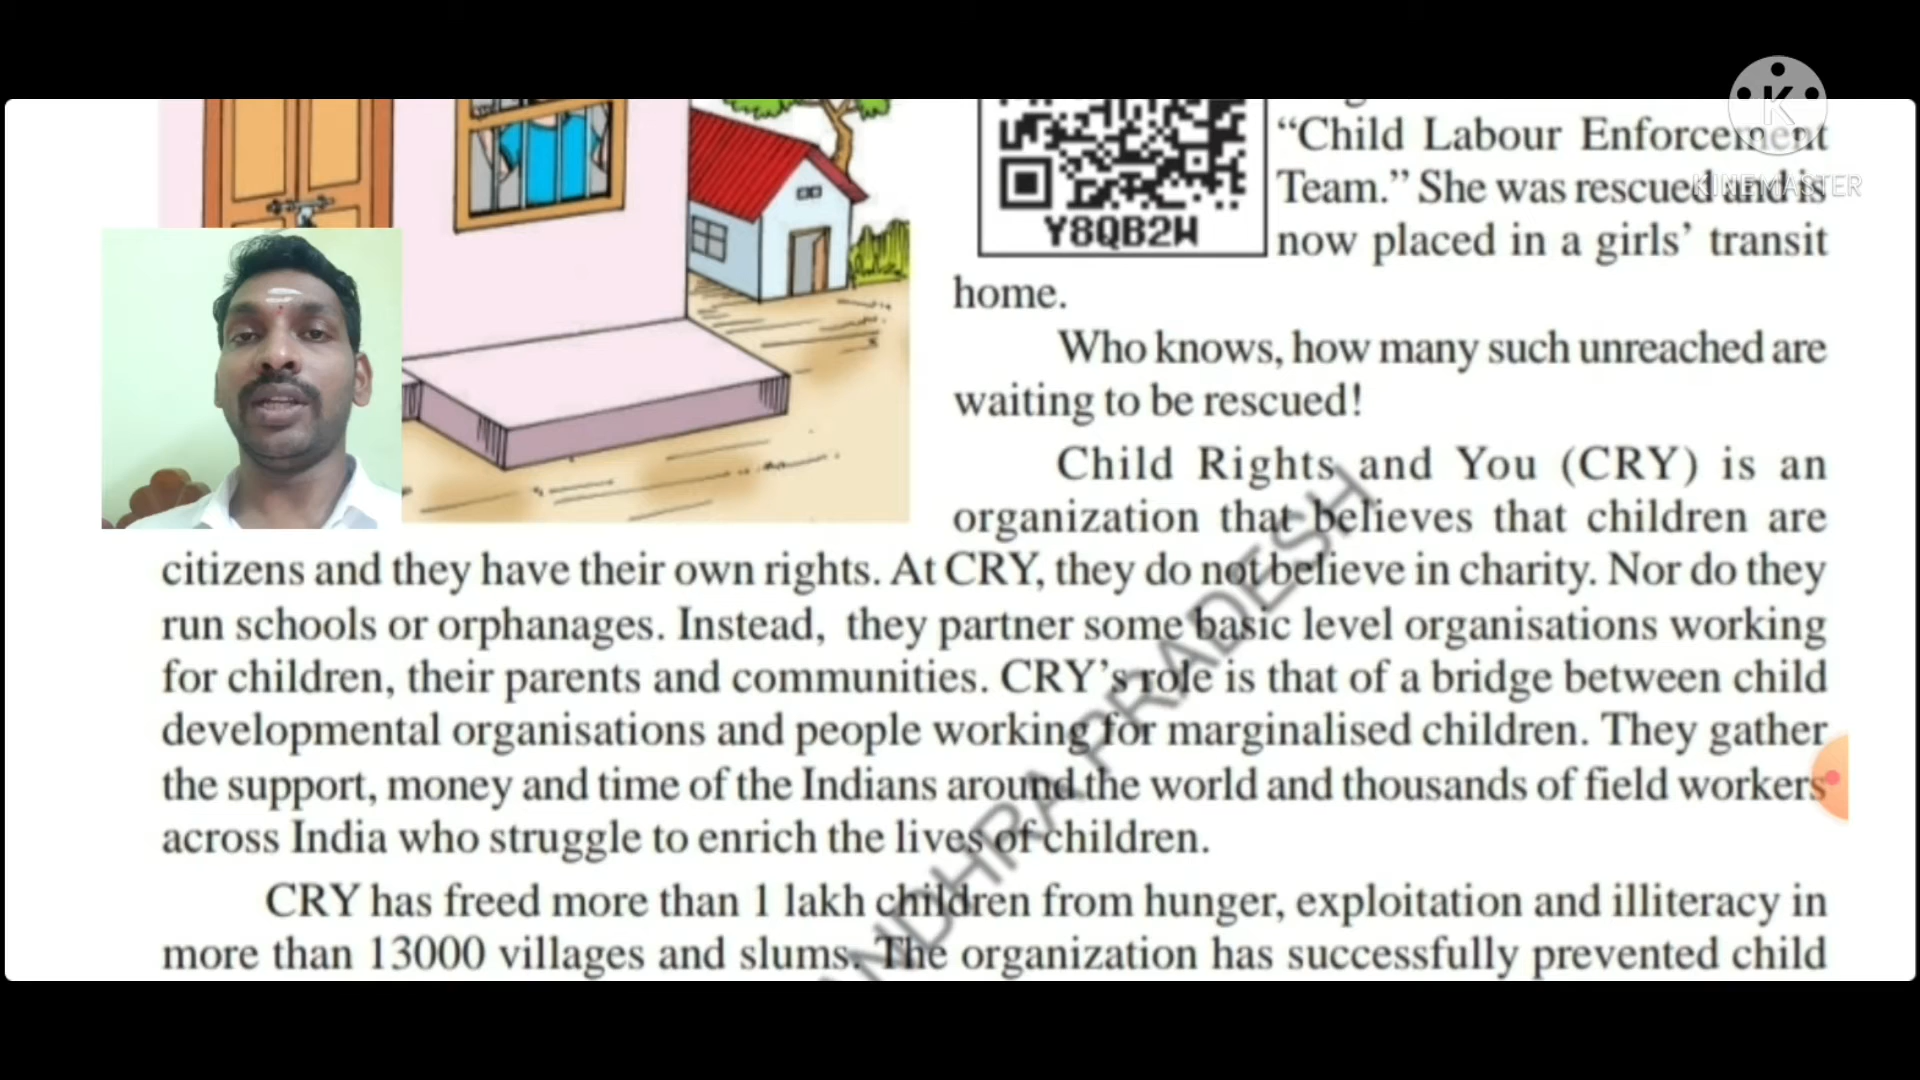 K
KINEMASTER
Y8QB2W
“Child Labour Enforcement
Team.” She was rescued and is
now placed in a girls’ transit
home.
Who knows, how many such unreached are
waiting to be rescued!
Child Rights and You (CRY) is an
organization that believes that children are
citizens and they have their own rights. At CRY, they do not believe in charity. Nor do they
run schools or orphanages. Instead, they partner some basic level organisations working
for children, their parents and communities. CRY’s role is that of a bridge between child
developmental organisations and people working for marginalised children. They gather
the support, money and time of the Indians around the world and thousands of field workers
across India who struggle to enrich the lives of children.
CRY has freed more than 1 lakh children from hunger, exploitation and illiteracy in
more than 13000 villages and slums. The organization has successfully prevented child
ANDHRA PRADESH